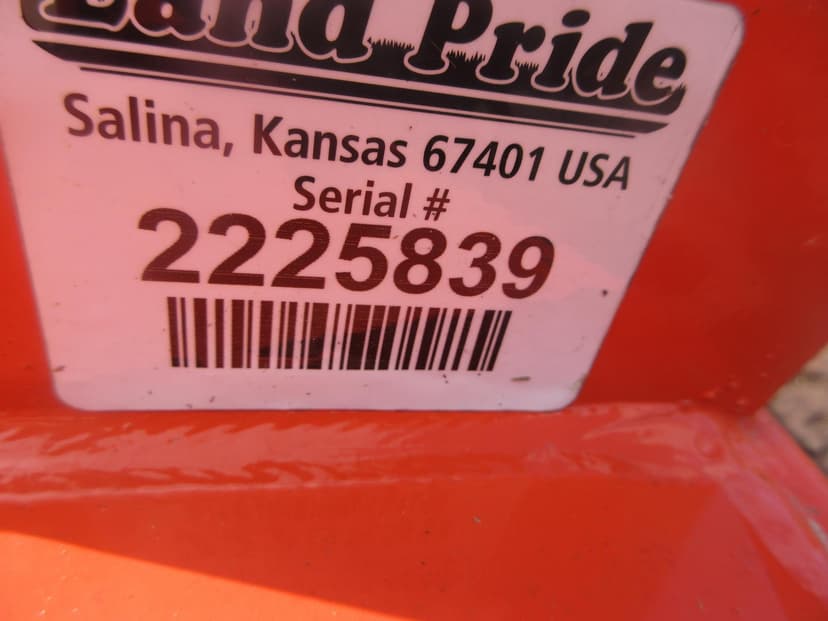 Land Pride
Salina, Kansas 67401 USA
Serial #
2225839